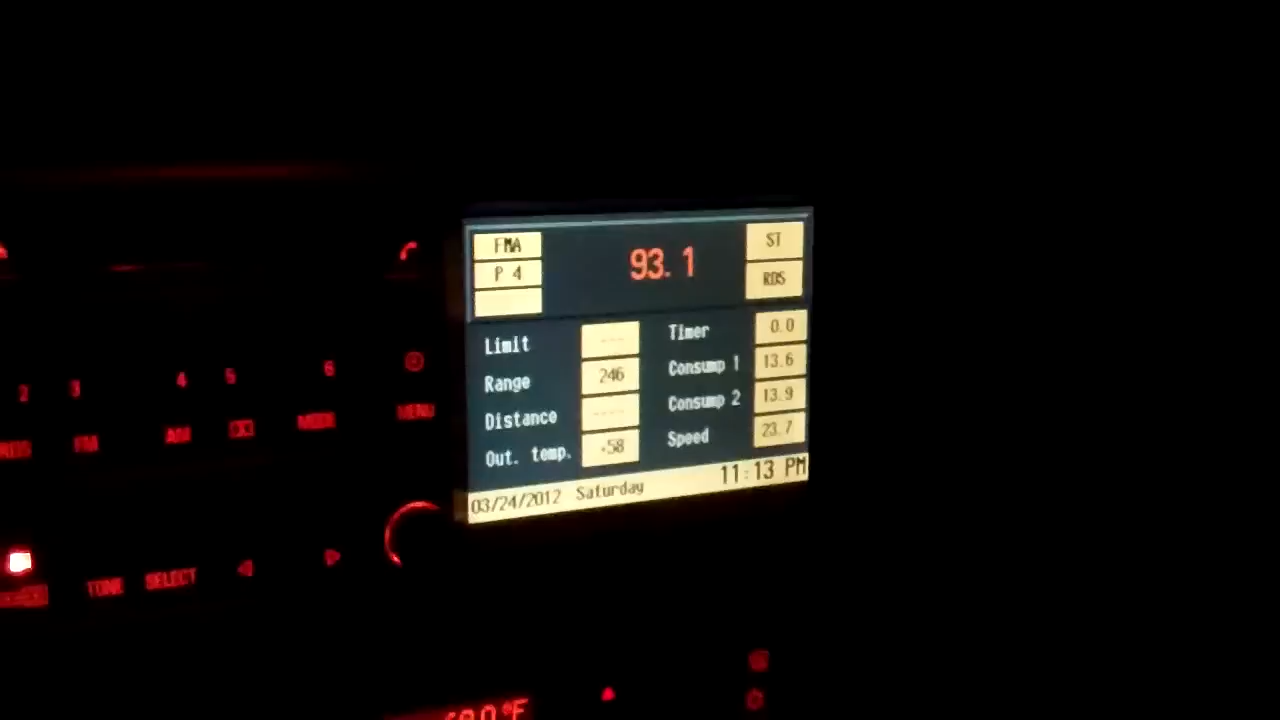 FMA
P 4
93.1
ST
RDS
Limit ---
Range 246
Distance ----
Out. temp. +58
Timer 0.0
Consump 1 13.6
Consump 2 13.9
Speed 23.7
03/24/2012 Saturday 11:13 PM
2 3 4 5 6
FM AM MODE MENU
TONE SELECT